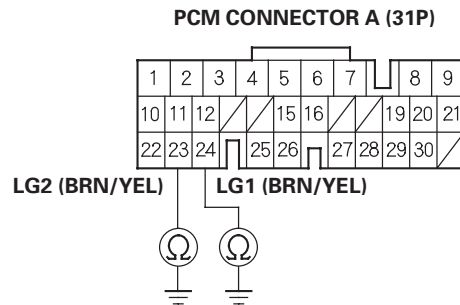 PCM CONNECTOR A (31P)
1 2 3 4 5 6 7 8 9
10 11 12 15 16 19 20 21
22 23 24 25 26 27 28 29 30
LG2 (BRN/YEL) LG1 (BRN/YEL)
Ω Ω